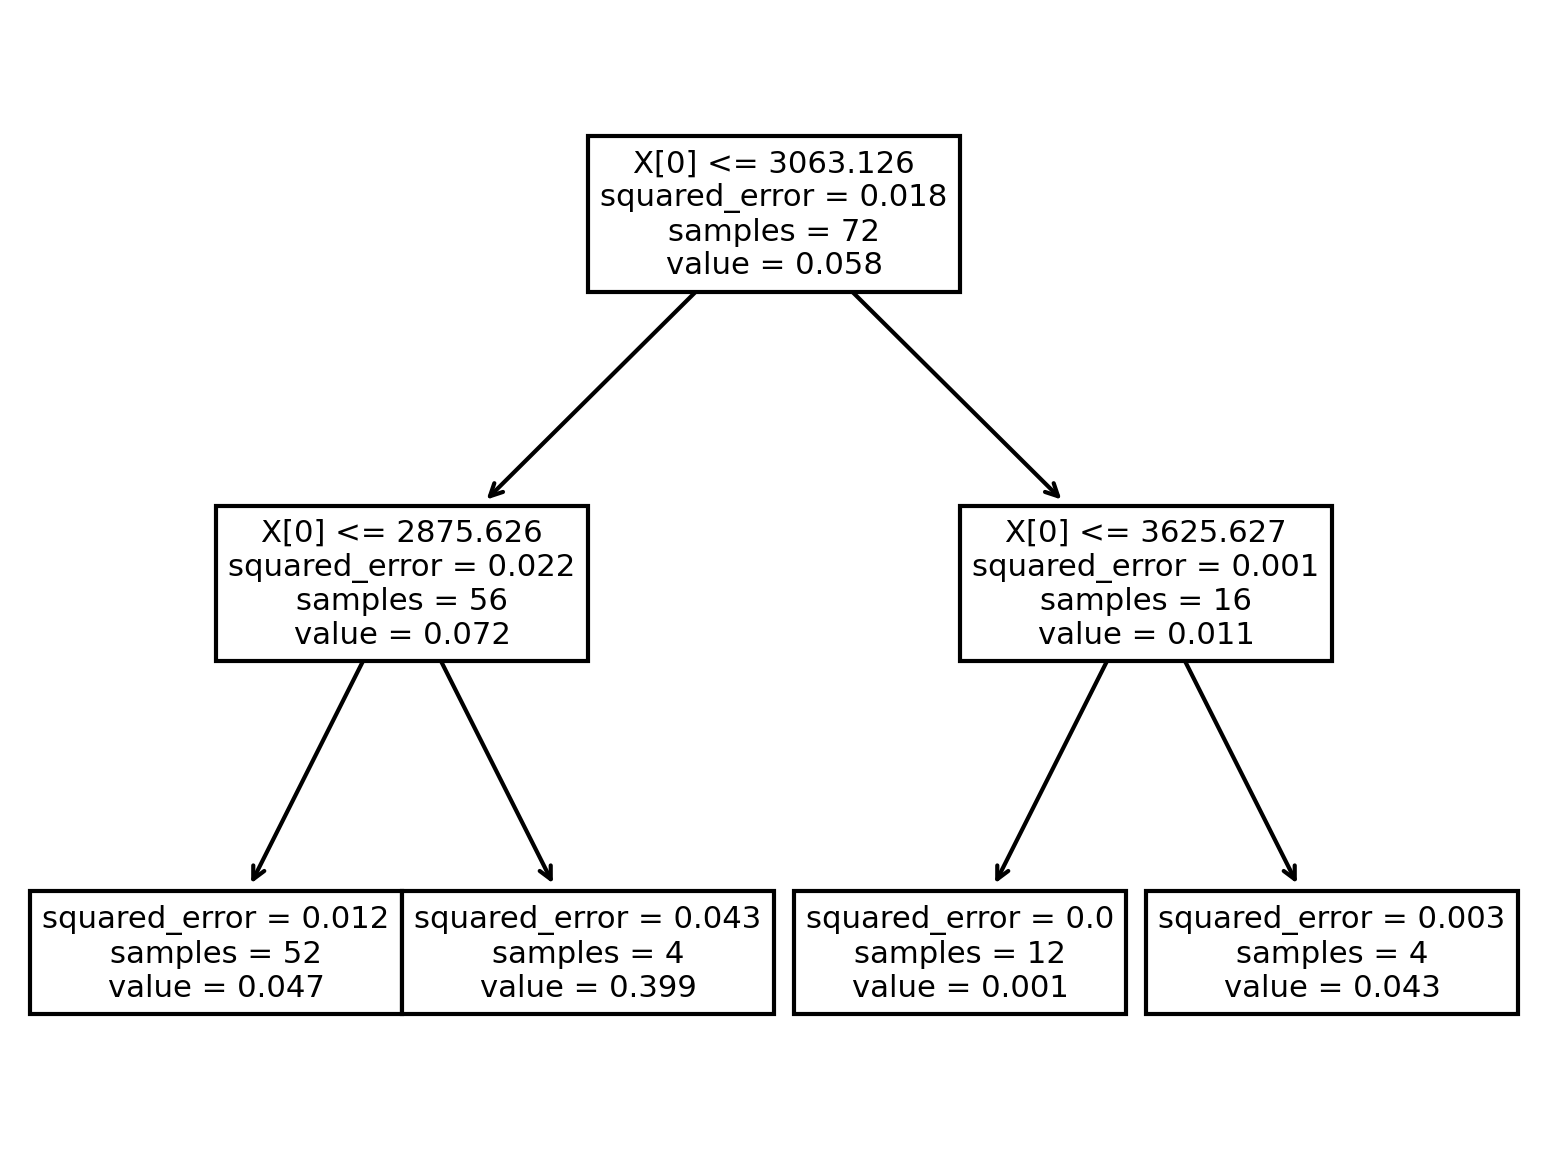 X[0] <= 3063.126
squared_error = 0.018
samples = 72
value = 0.058
X[0] <= 2875.626
squared_error = 0.022
samples = 56
value = 0.072
X[0] <= 3625.627
squared_error = 0.001
samples = 16
value = 0.011
squared_error = 0.012
samples = 52
value = 0.047
squared_error = 0.043
samples = 4
value = 0.399
squared_error = 0.0
samples = 12
value = 0.001
squared_error = 0.003
samples = 4
value = 0.043